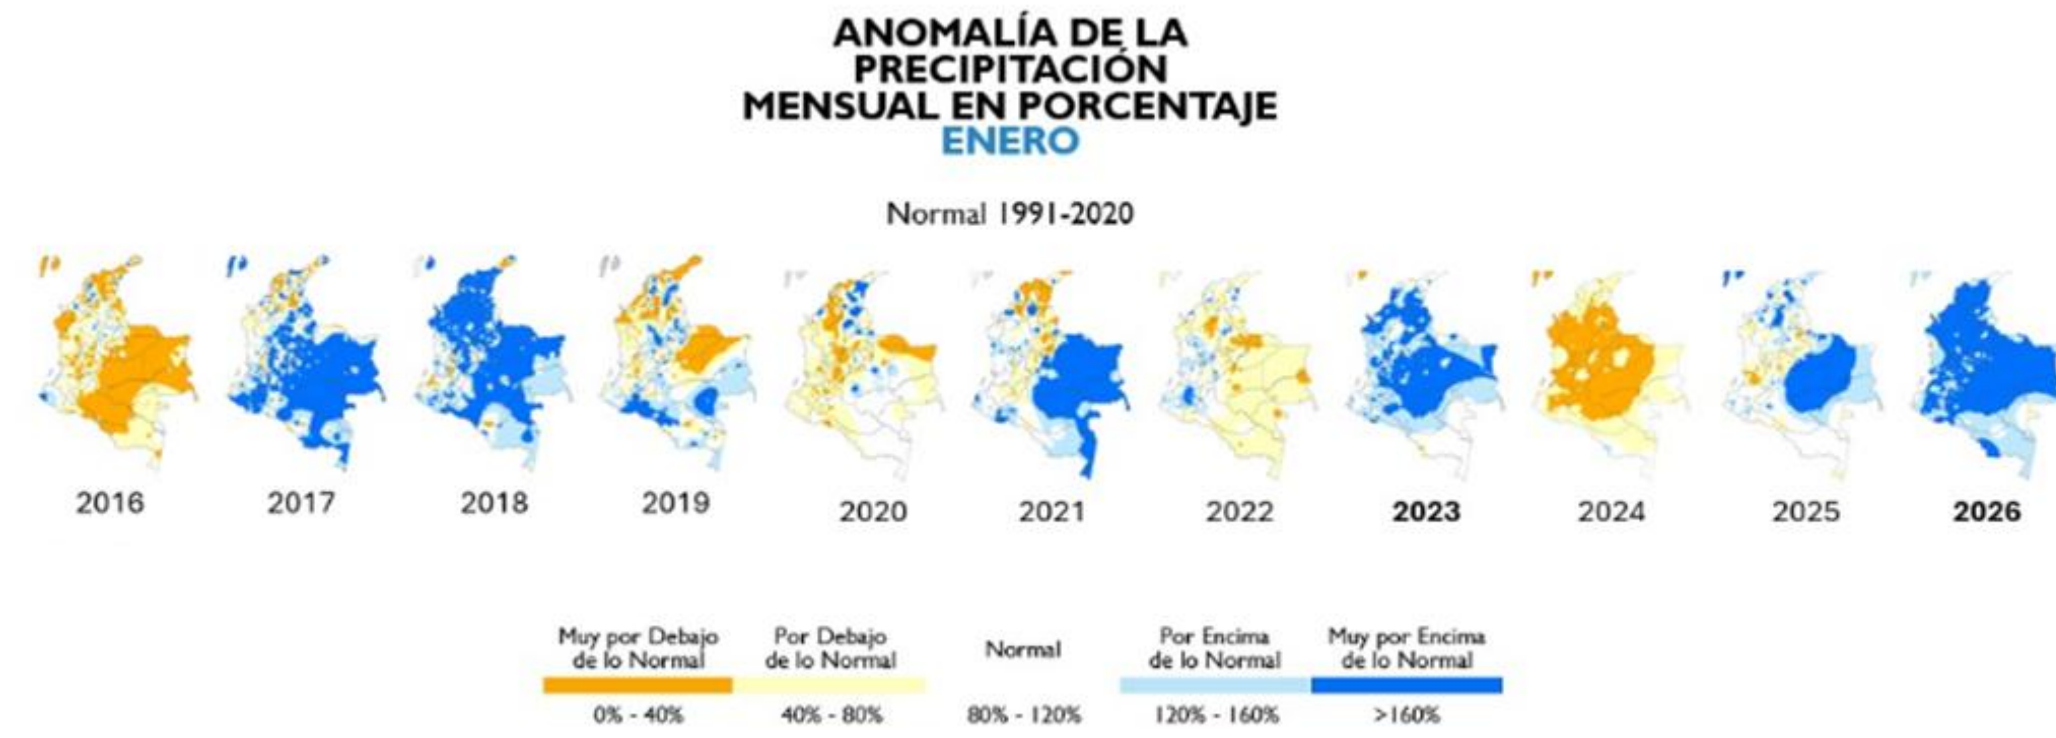 ANOMALÍA DE LA
PRECIPITACIÓN
MENSUAL EN PORCENTAJE
ENERO
Normal 1991-2020
2016
2017
2018
2019
2020
2021
2022
2023
2024
2025
2026
Muy por Debajo
de lo Normal
Por Debajo
de lo Normal
Normal
Por Encima
de lo Normal
Muy por Encima
de lo Normal
0% - 40%
40% - 80%
80% - 120%
120% - 160%
>160%